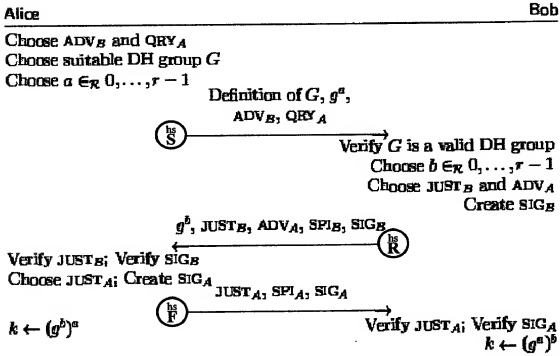 Alice Bob
Choose ADV_B and QRY_A
Choose suitable DH group G
Choose a ∈_R 0,…,r − 1
Definition of G, g^a,
ADV_B, QRY_A
hs
S
Verify G is a valid DH group
Choose b ∈_R 0,…,r − 1
Choose JUST_B and ADV_A
Create SIG_B
g^b, JUST_B, ADV_A, SPI_B, SIG_B
hs
R
Verify JUST_B; Verify SIG_B
Choose JUST_A; Create SIG_A
JUST_A, SPI_A, SIG_A
hs
F
Verify JUST_A; Verify SIG_A
k ← (g^b)^a k ← (g^a)^b